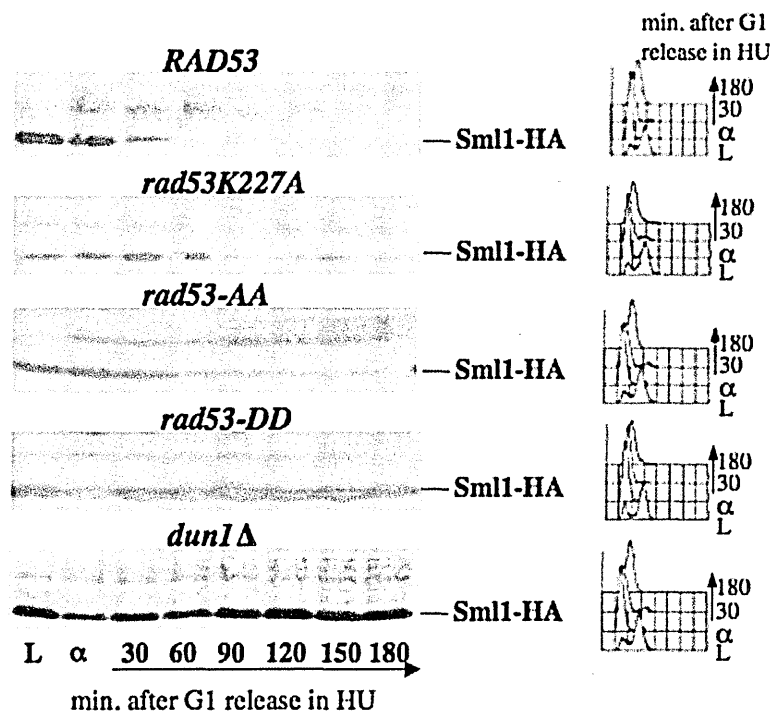 RAD53
Sml1-HA
rad53K227A
Sml1-HA
rad53-AA
Sml1-HA
rad53-DD
Sml1-HA
dun1Δ
Sml1-HA
L α 30 60 90 120 150 180
min. after G1 release in HU
min. after G1
release in HU
180
30
α
L
180
30
α
L
180
30
α
L
180
30
α
L
180
30
α
L